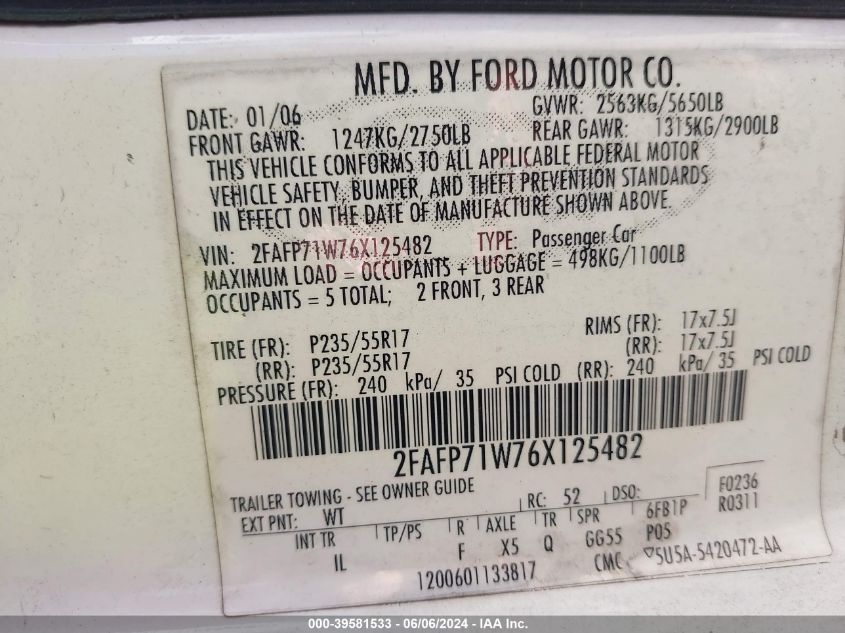 MFD. BY FORD MOTOR CO.
DATE: 01/06 GVWR: 2563KG/5650LB
FRONT GAWR: 1247KG/2750LB REAR GAWR: 1315KG/2900LB
THIS VEHICLE CONFORMS TO ALL APPLICABLE FEDERAL MOTOR
VEHICLE SAFETY, BUMPER, AND THEFT PREVENTION STANDARDS
IN EFFECT ON THE DATE OF MANUFACTURE SHOWN ABOVE.
VIN: 2FAFP71W76X125482 TYPE: Passenger Car
MAXIMUM LOAD = OCCUPANTS + LUGGAGE = 498KG/1100LB
OCCUPANTS = 5 TOTAL; 2 FRONT, 3 REAR
TIRE (FR): P235/55R17 RIMS (FR): 17x7.5J
(RR): P235/55R17 (RR): 17x7.5J
PRESSURE (FR): 240 kPa/ 35 PSI COLD (RR): 240 kPa/ 35 PSI COLD
2FAFP71W76X125482
TRAILER TOWING - SEE OWNER GUIDE
EXT PNT: WT RC: 52 DSO: F0236
INT TR TP/PS R AXLE TR SPR 6FB1P R0311
IL F X5 Q GG55 P05
1200601133817 CMC 5U5A-5420472-AA
000-39581533 - 06/06/2024 - IAA Inc.